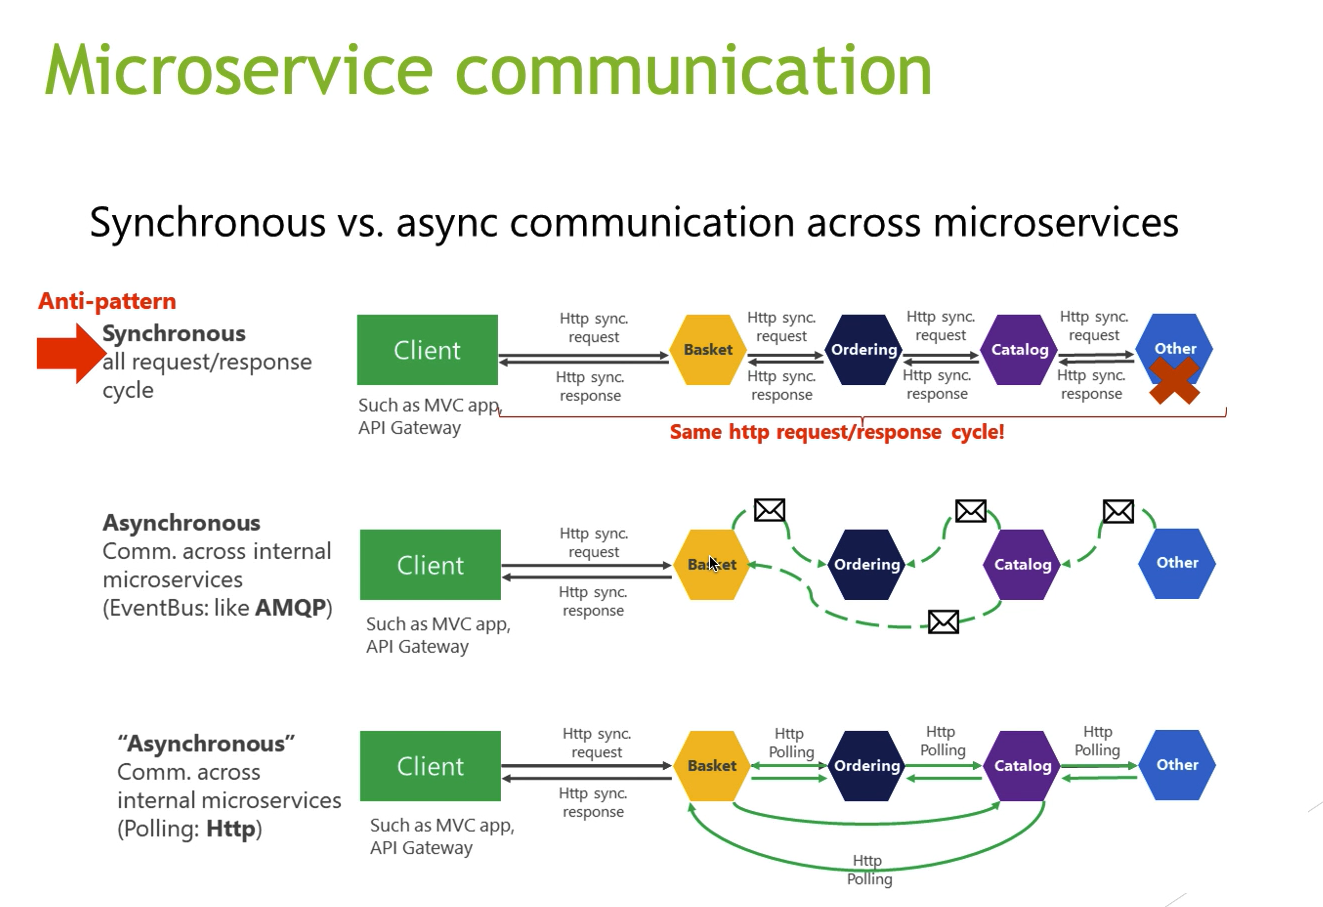 Microservice communication
Synchronous vs. async communication across microservices
Anti-pattern
Synchronous
all request/response
cycle
Client
Such as MVC app,
API Gateway
Http sync.
request
Http sync.
response
Basket
Http sync.
request
Http sync.
response
Ordering
Http sync.
request
Http sync.
response
Catalog
Http sync.
request
Http sync.
response
Other
Same http request/response cycle!
Asynchronous
Comm. across internal
microservices
(EventBus: like AMQP)
Client
Such as MVC app,
API Gateway
Http sync.
request
Http sync.
response
Basket
Ordering
Catalog
Other
“Asynchronous”
Comm. across
internal microservices
(Polling: Http)
Client
Such as MVC app,
API Gateway
Http sync.
request
Http sync.
response
Basket
Http
Polling
Ordering
Http
Polling
Catalog
Http
Polling
Other
Http
Polling